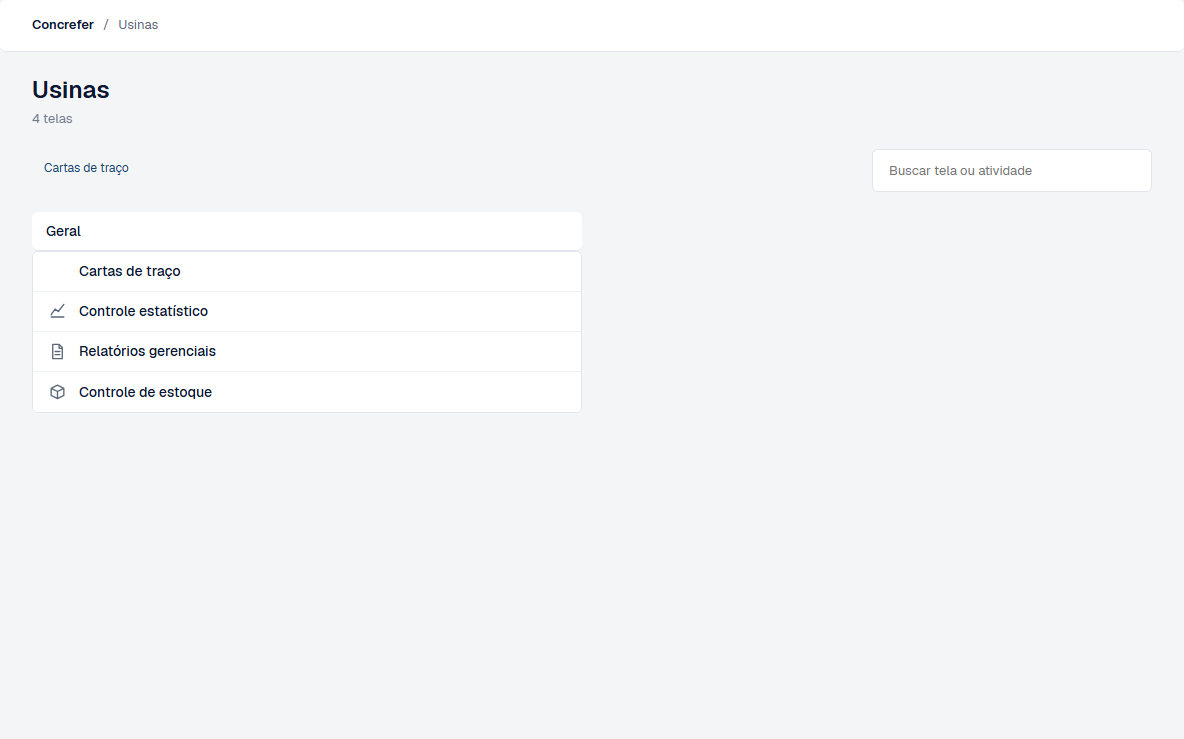 Concrefer / Usinas
Usinas
4 telas
Cartas de traço
Buscar tela ou atividade
Geral
Cartas de traço
Controle estatístico
Relatórios gerenciais
Controle de estoque